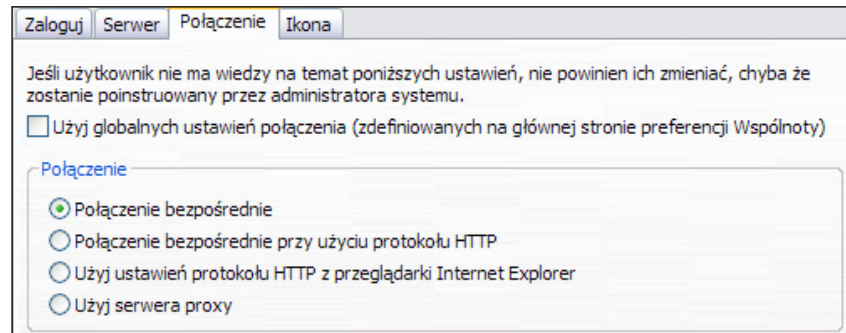 Zaloguj Serwer Połączenie Ikona
Jeśli użytkownik nie ma wiedzy na temat poniższych ustawień, nie powinien ich zmieniać, chyba że
zostanie poinstruowany przez administratora systemu.
Użyj globalnych ustawień połączenia (zdefiniowanych na głównej stronie preferencji Wspólnoty)
Połączenie
Połączenie bezpośrednie
Połączenie bezpośrednie przy użyciu protokołu HTTP
Użyj ustawień protokołu HTTP z przeglądarki Internet Explorer
Użyj serwera proxy